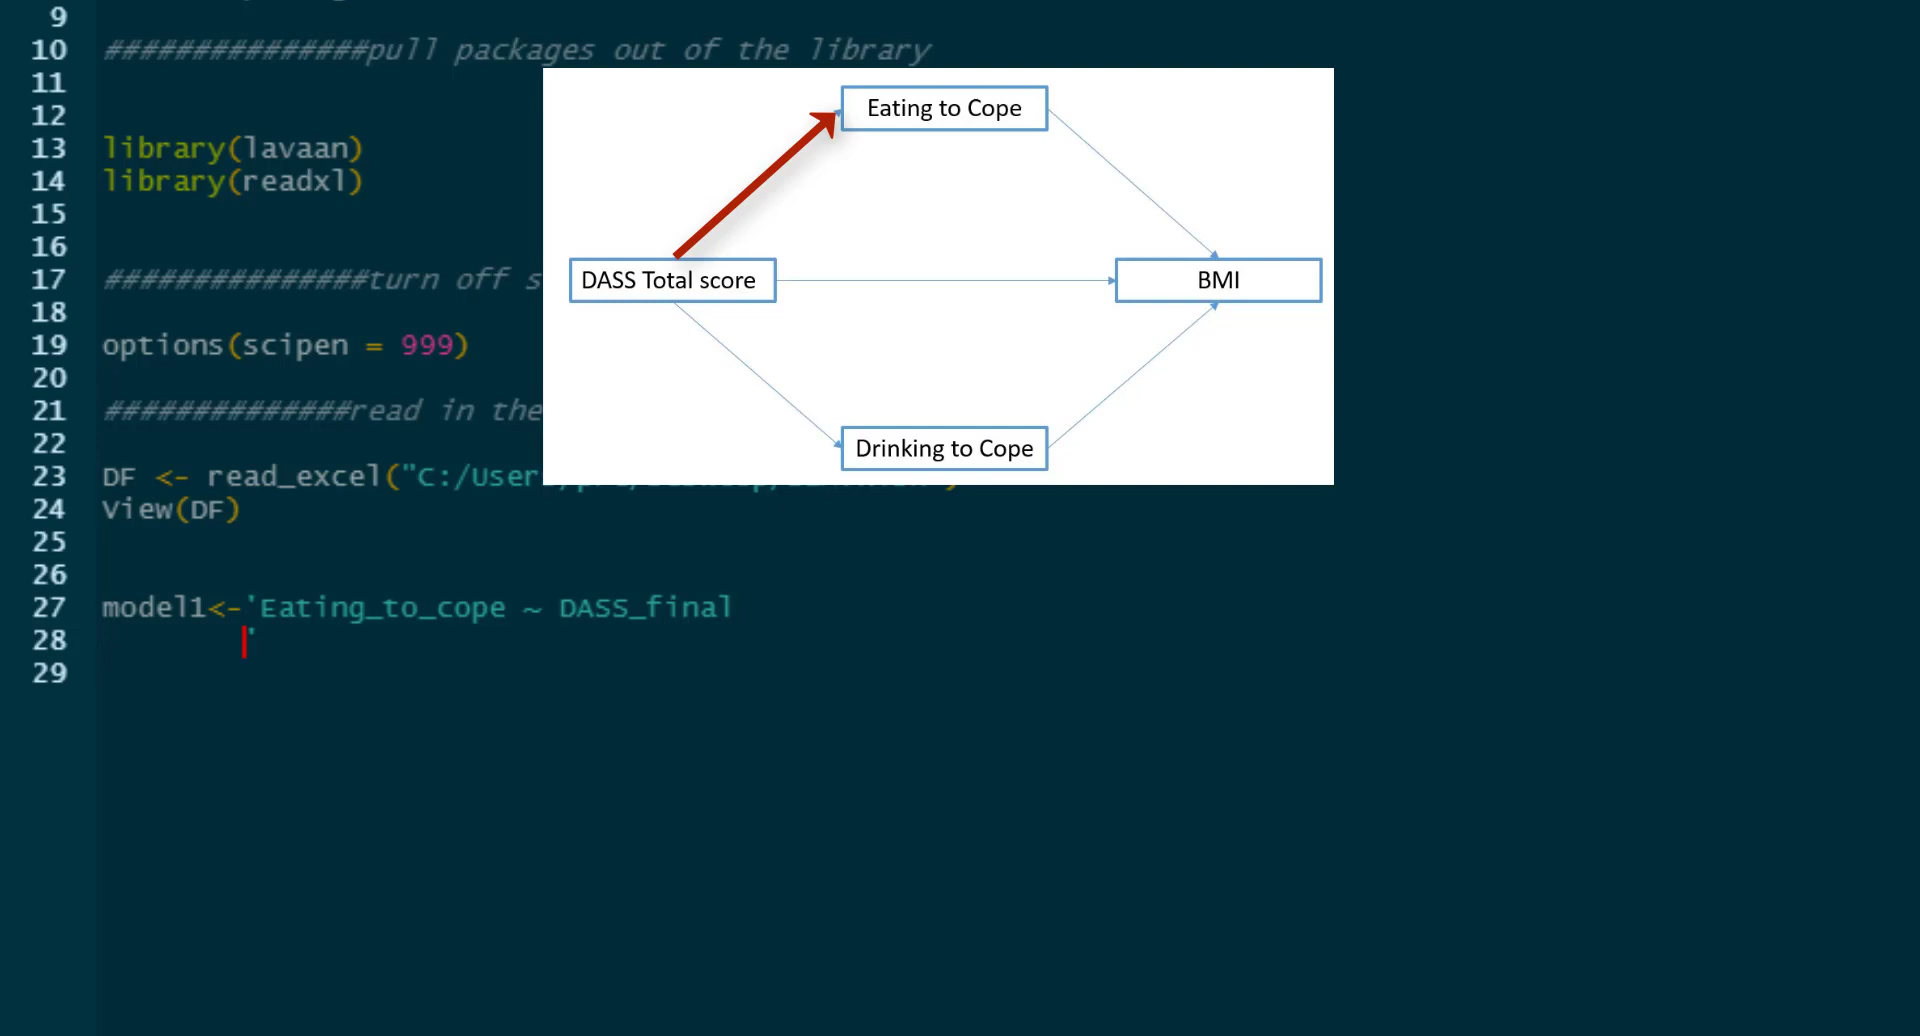 9
10 ###############pull packages out of the library
11
12
13 library(lavaan)
14 library(readxl)
15
16
17 ###############turn off s
18
19 options(scipen = 999)
20
21 ##############read in the
22
23 DF <- read_excel("C:/User
24 View(DF)
25
26
27 model1<-'Eating_to_cope ~ DASS_final
28 '
29
Eating to Cope
DASS Total score
BMI
Drinking to Cope